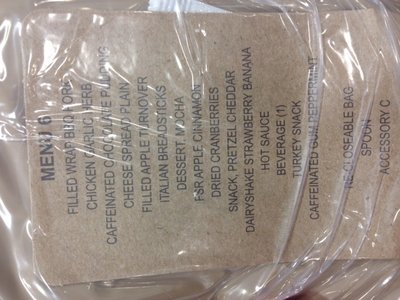 MENU 6
FILLED WRAP BBQ PORK
CHICKEN GARLIC HERB
CAFFEINATED CHOCOLATE PUDDING
CHEESE SPREAD PLAIN
FILLED APPLE TURNOVER
ITALIAN BREADSTICKS
DESSERT, MOCHA
FSR APPLE CINNAMON
DRIED CRANBERRIES
SNACK, PRETZEL CHEDDAR
DAIRYSHAKE STRAWBERRY BANANA
HOT SAUCE
BEVERAGE (1)
TURKEY SNACK
CAFFEINATED GUM PEPPERMINT
RE-CLOSEABLE BAG
SPOON
ACCESSORY C